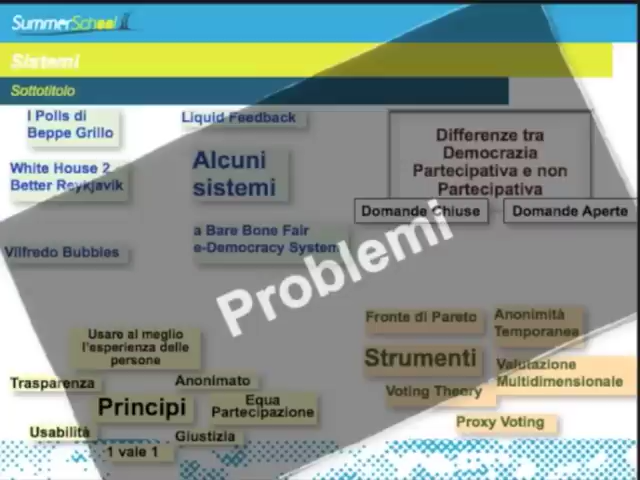 SummerSchool
Sistemi
Sottotitolo
I Polls di
Beppe Grillo
Liquid Feedback
White House 2
Better Reykjavik
Alcuni
sistemi
Differenze tra
Democrazia
Partecipativa e non
Partecipativa
Domande Chiuse
Domande Aperte
Vilfredo Bubbles
a Bare Bone Fair
e-Democracy System
Problemi
Usare al meglio
l'esperienza delle
persone
Fronte di Pareto
Anonimità
Temporanea
Strumenti
Valutazione
Multidimensionale
Trasparenza
Anonimato
Principi
Equa
Partecipazione
Voting Theory
Proxy Voting
Usabilità
Giustizia
1 vale 1